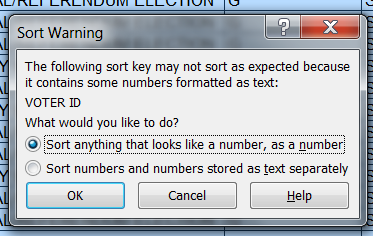 AL/REFERENDUM ELECTION G
Sort Warning
The following sort key may not sort as expected because
it contains some numbers formatted as text:
VOTER ID
What would you like to do?
Sort anything that looks like a number, as a number
Sort numbers and numbers stored as text separately
OK Cancel Help